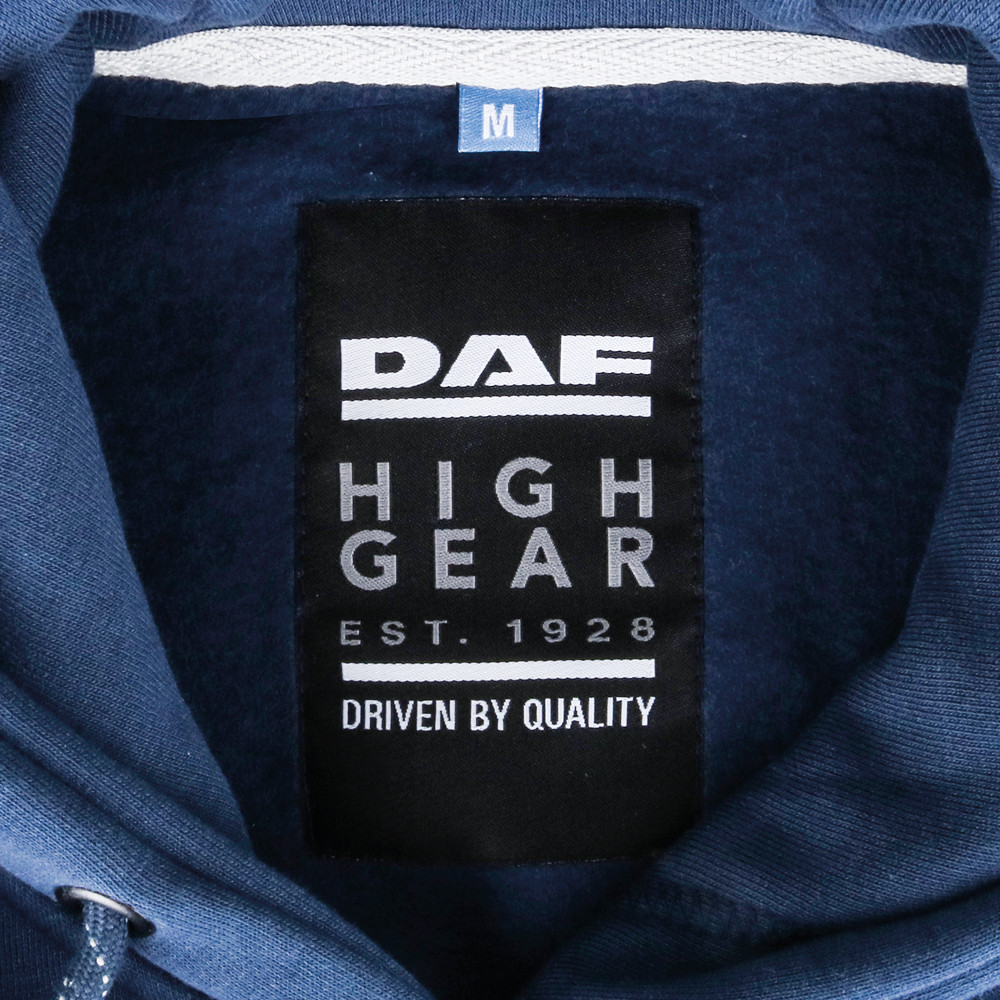 M
DAF
HIGH
GEAR
EST. 1928
DRIVEN BY QUALITY